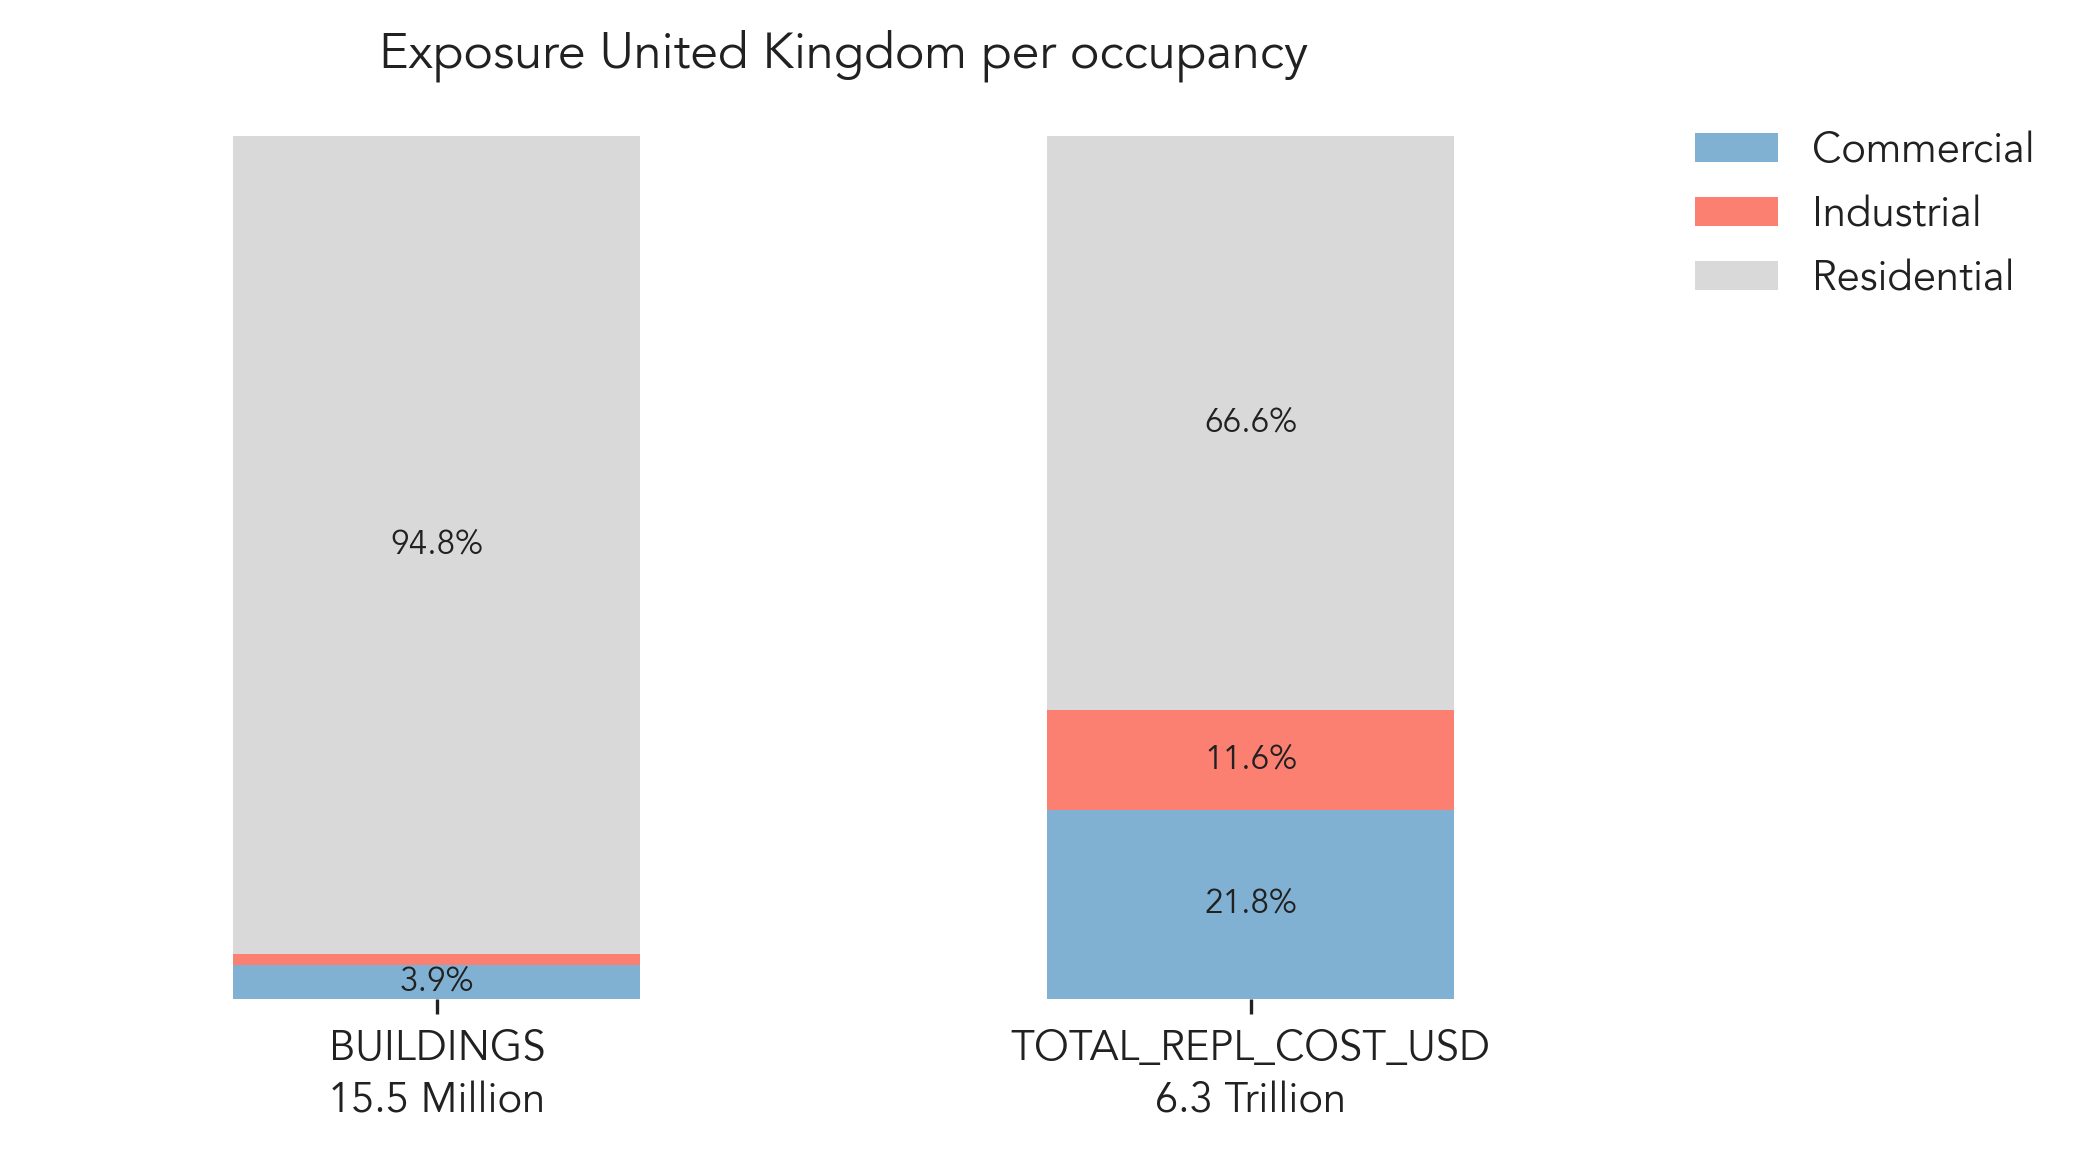 Exposure United Kingdom per occupancy
Commercial
Industrial
Residential
94.8%
3.9%
66.6%
11.6%
21.8%
BUILDINGS
15.5 Million
TOTAL_REPL_COST_USD
6.3 Trillion